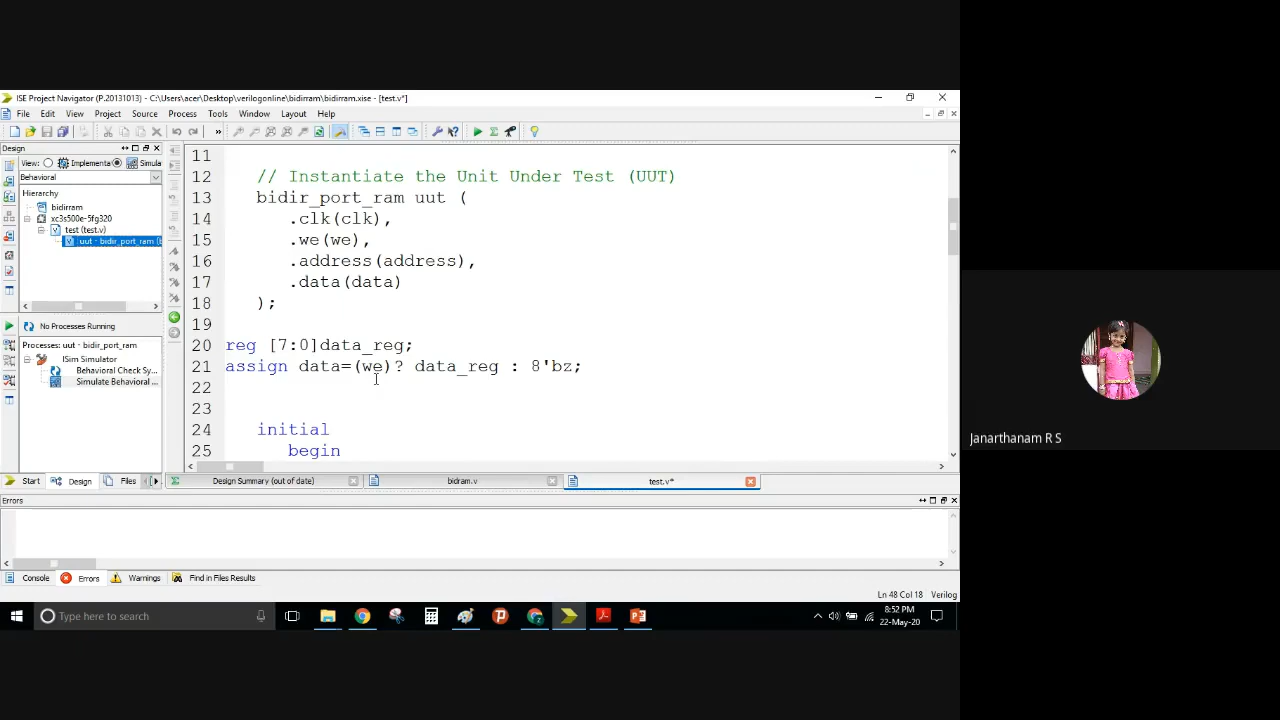 ISE Project Navigator (P.20131013) - C:\Users\acer\Desktop\verilogonline\bidirram\bidirram.xise - [test.v*]
File Edit View Project Source Process Tools Window Layout Help
Design
View: Implementa Simula
Behavioral
Hierarchy
bidirram
xc3s500e-5fg320
test (test.v)
uut - bidir_port_ram (b
No Processes Running
Processes: uut - bidir_port_ram
ISim Simulator
Behavioral Check Sy...
Simulate Behavioral ...
11
12 // Instantiate the Unit Under Test (UUT)
13 bidir_port_ram uut (
14 .clk(clk),
15 .we(we),
16 .address(address),
17 .data(data)
18 );
19
20 reg [7:0]data_reg;
21 assign data=(we)? data_reg : 8'bz;
22
23
24 initial
25 begin
Start Design Files
Design Summary (out of date) bidram.v test.v*
Errors
Console Errors Warnings Find in Files Results
Ln 48 Col 18 Verilog
Type here to search
8:52 PM
22-May-20
Janarthanam R S